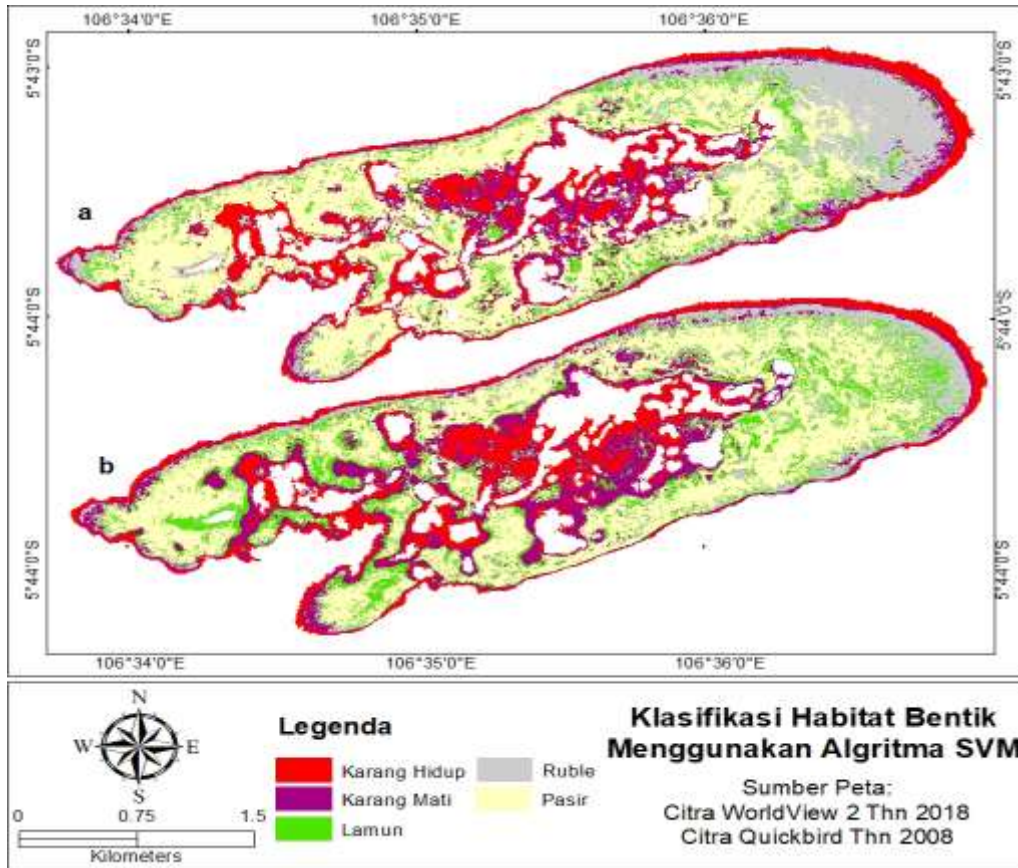 106°34'0"E 106°35'0"E 106°36'0"E
5°43'0"S 5°43'0"S
a
5°44'0"S 5°44'0"S
b
5°44'0"S 5°44'0"S
106°34'0"E 106°35'0"E 106°36'0"E
N
W E
S
0 0.75 1.5
Kilometers
Legenda
Karang Hidup
Karang Mati
Lamun
Ruble
Pasir
Klasifikasi Habitat Bentik
Menggunakan Algritma SVM
Sumber Peta:
Citra WorldView 2 Thn 2018
Citra Quickbird Thn 2008